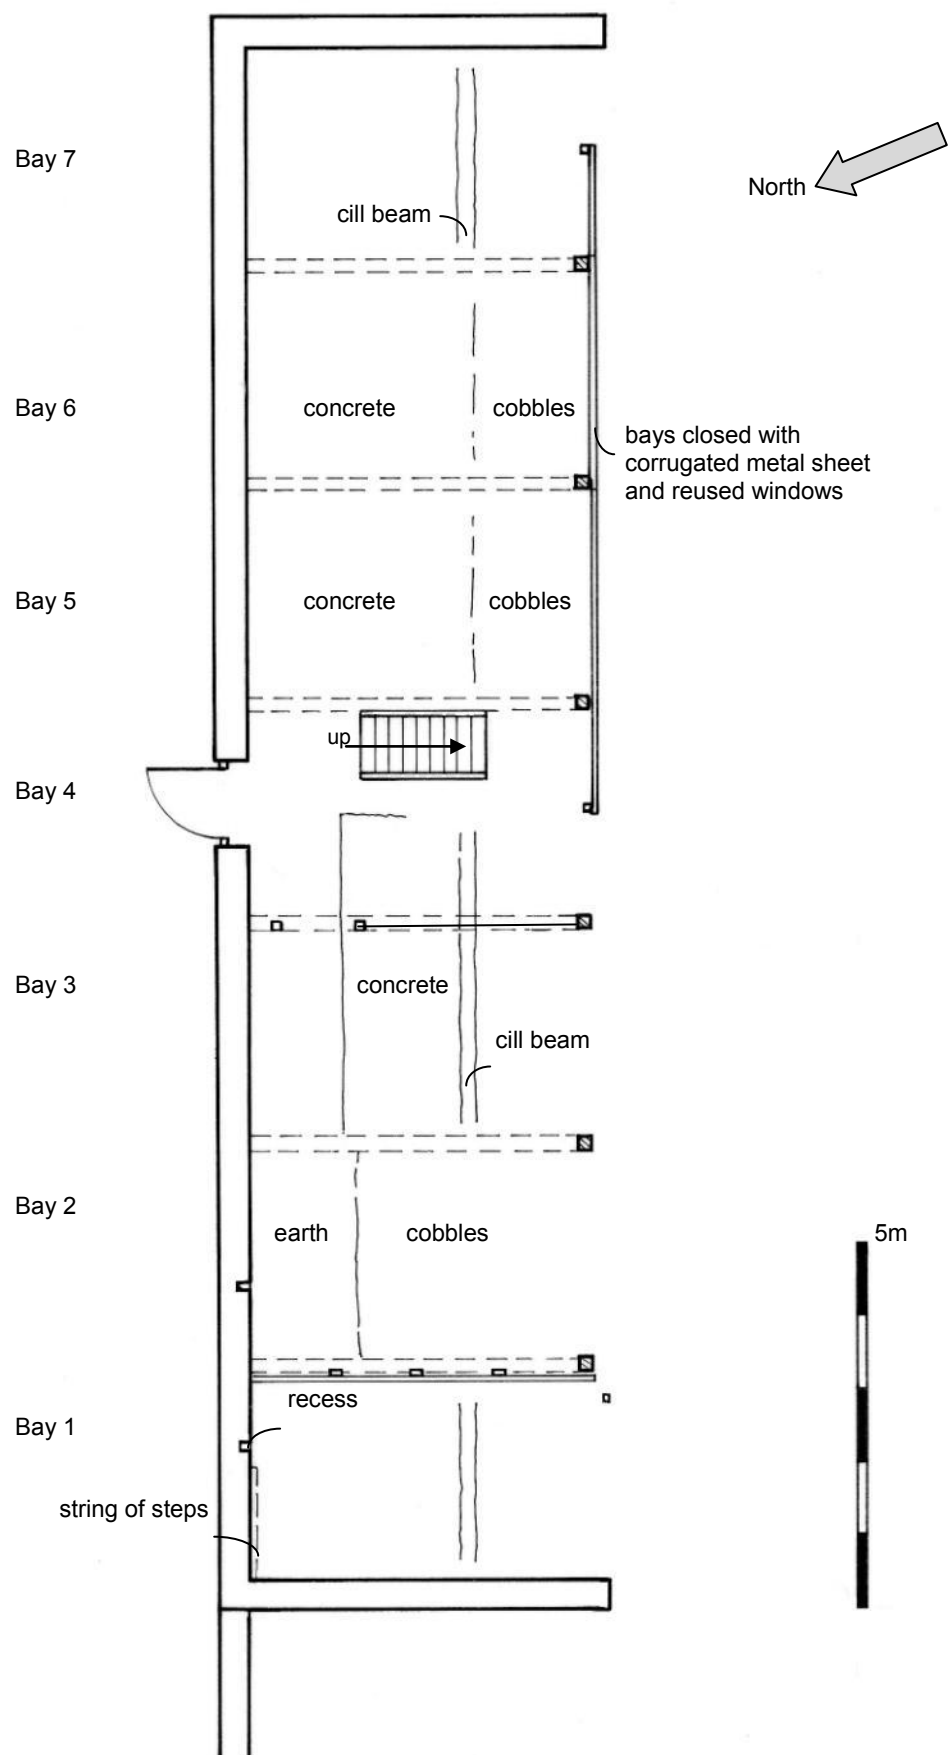 Bay 7
North
cill beam
Bay 6
concrete
cobbles
bays closed with
corrugated metal sheet
and reused windows
Bay 5
concrete
cobbles
up
Bay 4
Bay 3
concrete
cill beam
Bay 2
earth
cobbles
5m
recess
Bay 1
string of steps